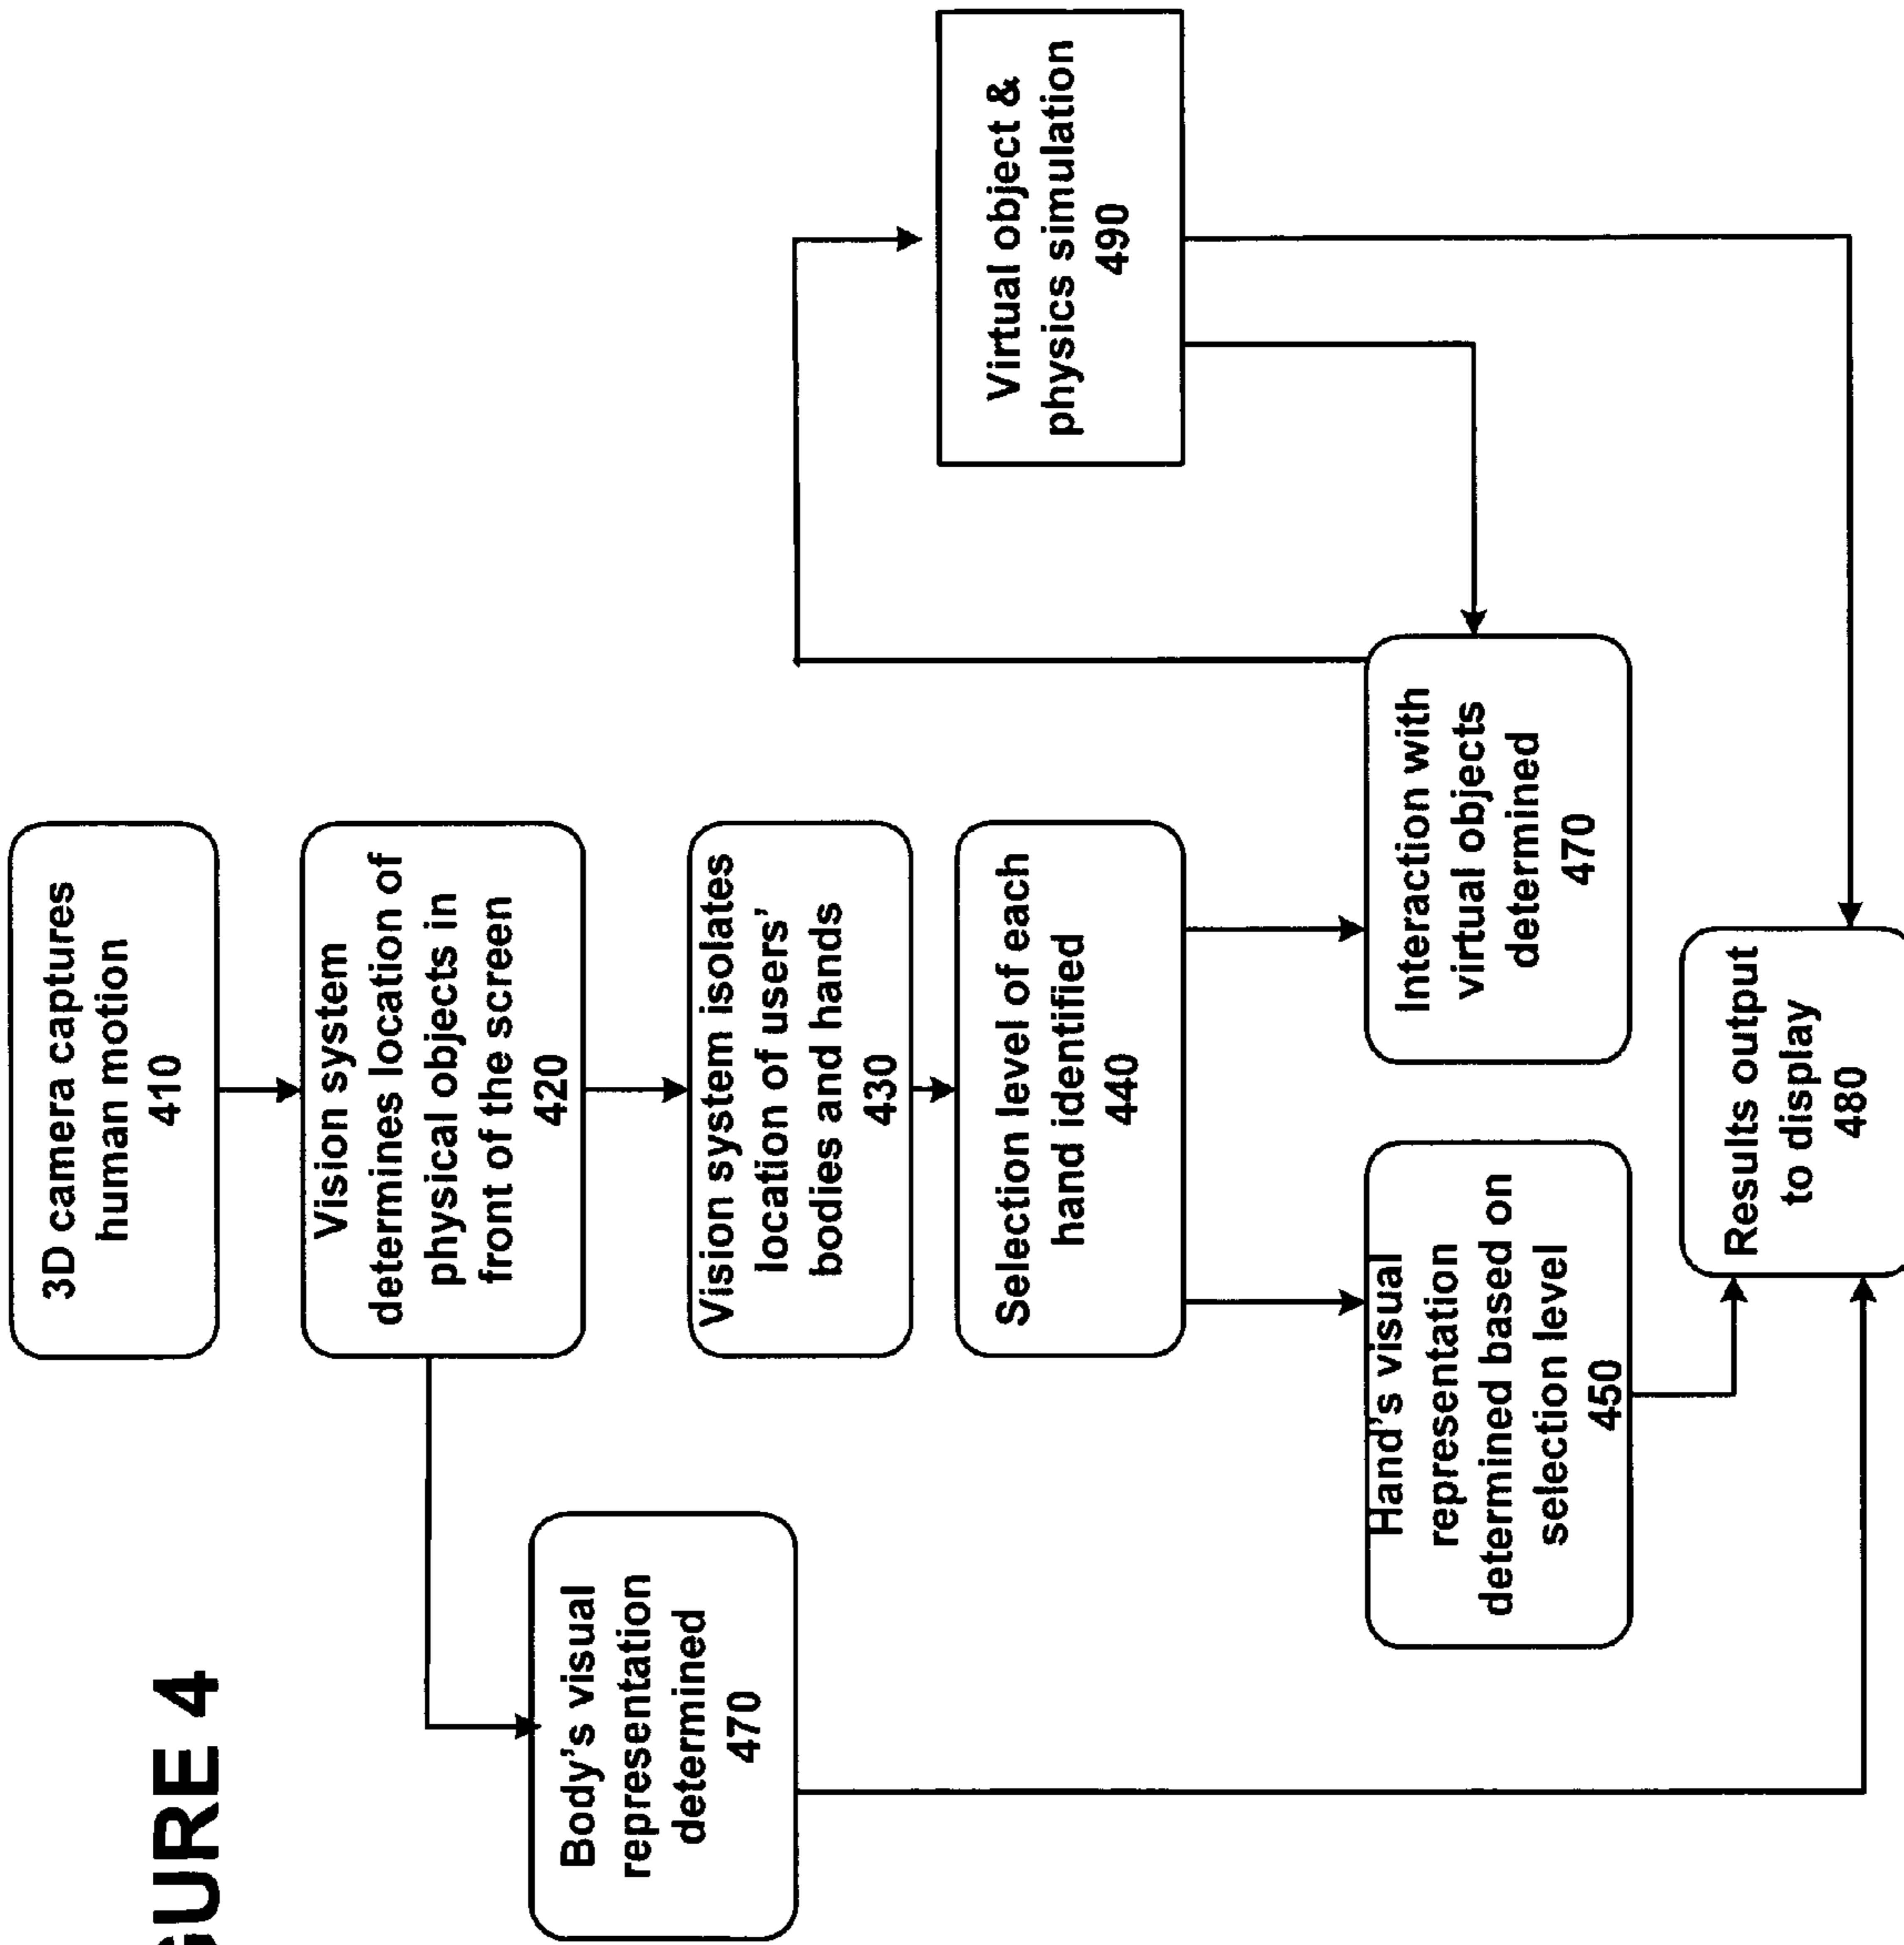 GURE 4
3D camera captures
human motion
410
Vision system
determines location of
physical objects in
front of the screen
420
Body's visual
representation
determined
470
Vision system isolates
location of users'
bodies and hands
430
Selection level of each
hand identified
440
Virtual object &
physics simulation
490
Hand's visual
representation
determined based on
selection level
450
Interaction with
virtual objects
determined
470
Results output
to display
480